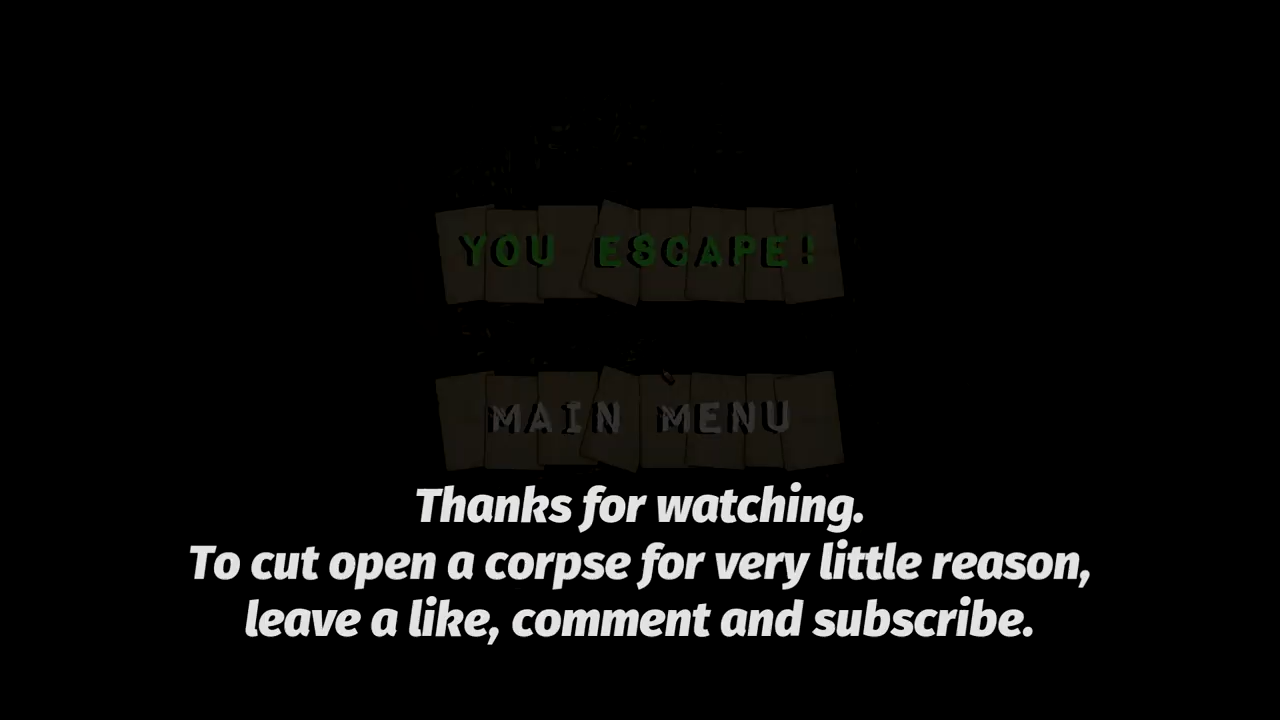 YOU ESCAPE!
MAIN MENU
Thanks for watching.
To cut open a corpse for very little reason,
leave a like, comment and subscribe.